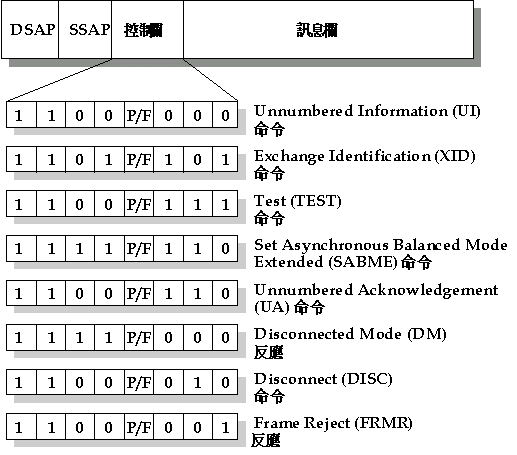 DSAP SSAP 控制欄 訊息欄
1 1 0 0 P/F 0 0 0 Unnumbered Information (UI)
命令
1 1 0 1 P/F 1 0 1 Exchange Identification (XID)
命令
1 1 0 0 P/F 1 1 1 Test (TEST)
命令
1 1 1 1 P/F 1 1 0 Set Asynchronous Balanced Mode
Extended (SABME) 命令
1 1 0 0 P/F 1 1 0 Unnumbered Acknowledgement
(UA) 命令
1 1 1 1 P/F 0 0 0 Disconnected Mode (DM)
反應
1 1 0 0 P/F 0 1 0 Disconnect (DISC)
命令
1 1 0 0 P/F 0 0 1 Frame Reject (FRMR)
反應